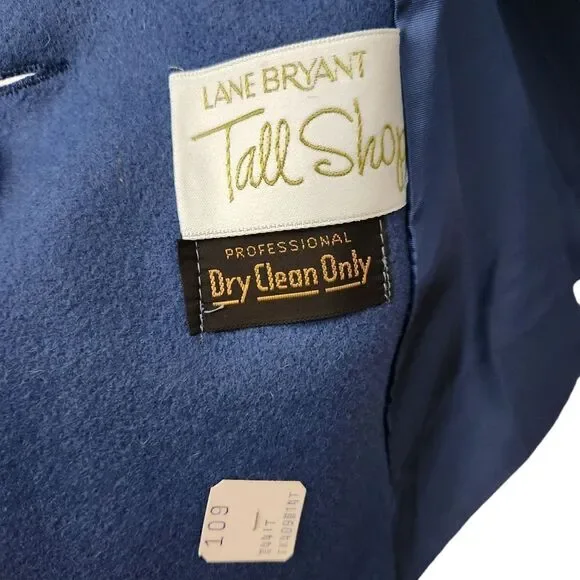 LANE BRYANT
Tall Shop
PROFESSIONAL
Dry Clean Only
109